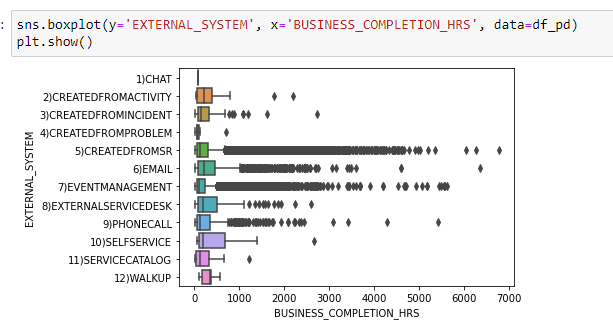 : sns.boxplot(y='EXTERNAL_SYSTEM', x='BUSINESS_COMPLETION_HRS', data=df_pd)
plt.show()
EXTERNAL_SYSTEM
1)CHAT
2)CREATEDFROMACTIVITY
3)CREATEDFROMINCIDENT
4)CREATEDFROMPROBLEM
5)CREATEDFROMSR
6)EMAIL
7)EVENTMANAGEMENT
8)EXTERNALSERVICEDESK
9)PHONECALL
10)SELFSERVICE
11)SERVICECATALOG
12)WALKUP
0 1000 2000 3000 4000 5000 6000 7000
BUSINESS_COMPLETION_HRS